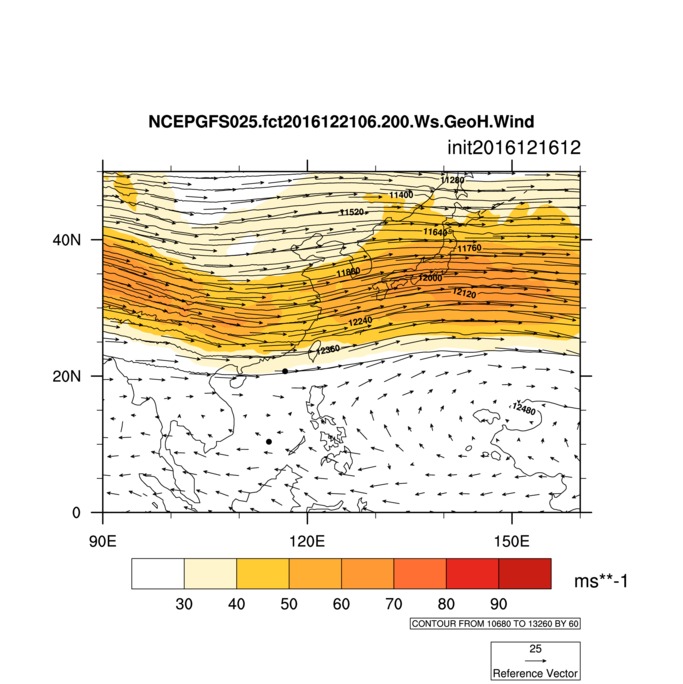 NCEPGFS025.fct2016122106.200.Ws.GeoH.Wind
init2016121612
11280
11400
11520
40N
11640
11760
11880
12000
12120
12240
12360
20N
12480
0
90E 120E 150E
ms**-1
30 40 50 60 70 80 90
CONTOUR FROM 10680 TO 13260 BY 60
25
Reference Vector